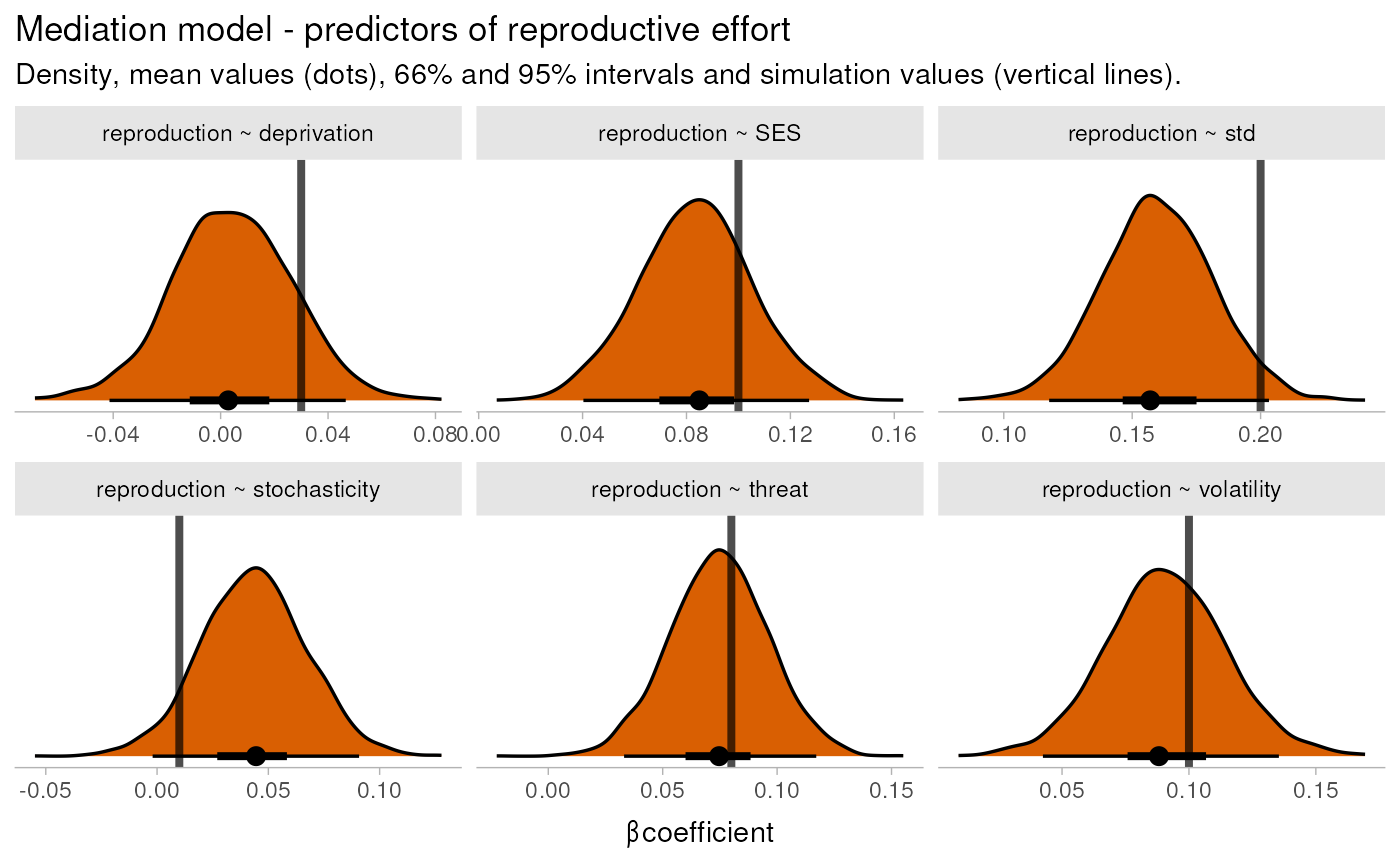 Mediation model - predictors of reproductive effort
Density, mean values (dots), 66% and 95% intervals and simulation values (vertical lines).
reproduction ~ deprivation
reproduction ~ SES
reproduction ~ std
-0.04 0.00 0.04 0.08
0.00 0.04 0.08 0.12 0.16
0.10 0.15 0.20
reproduction ~ stochasticity
reproduction ~ threat
reproduction ~ volatility
-0.05 0.00 0.05 0.10
0.00 0.05 0.10 0.15
0.05 0.10 0.15
βcoefficient